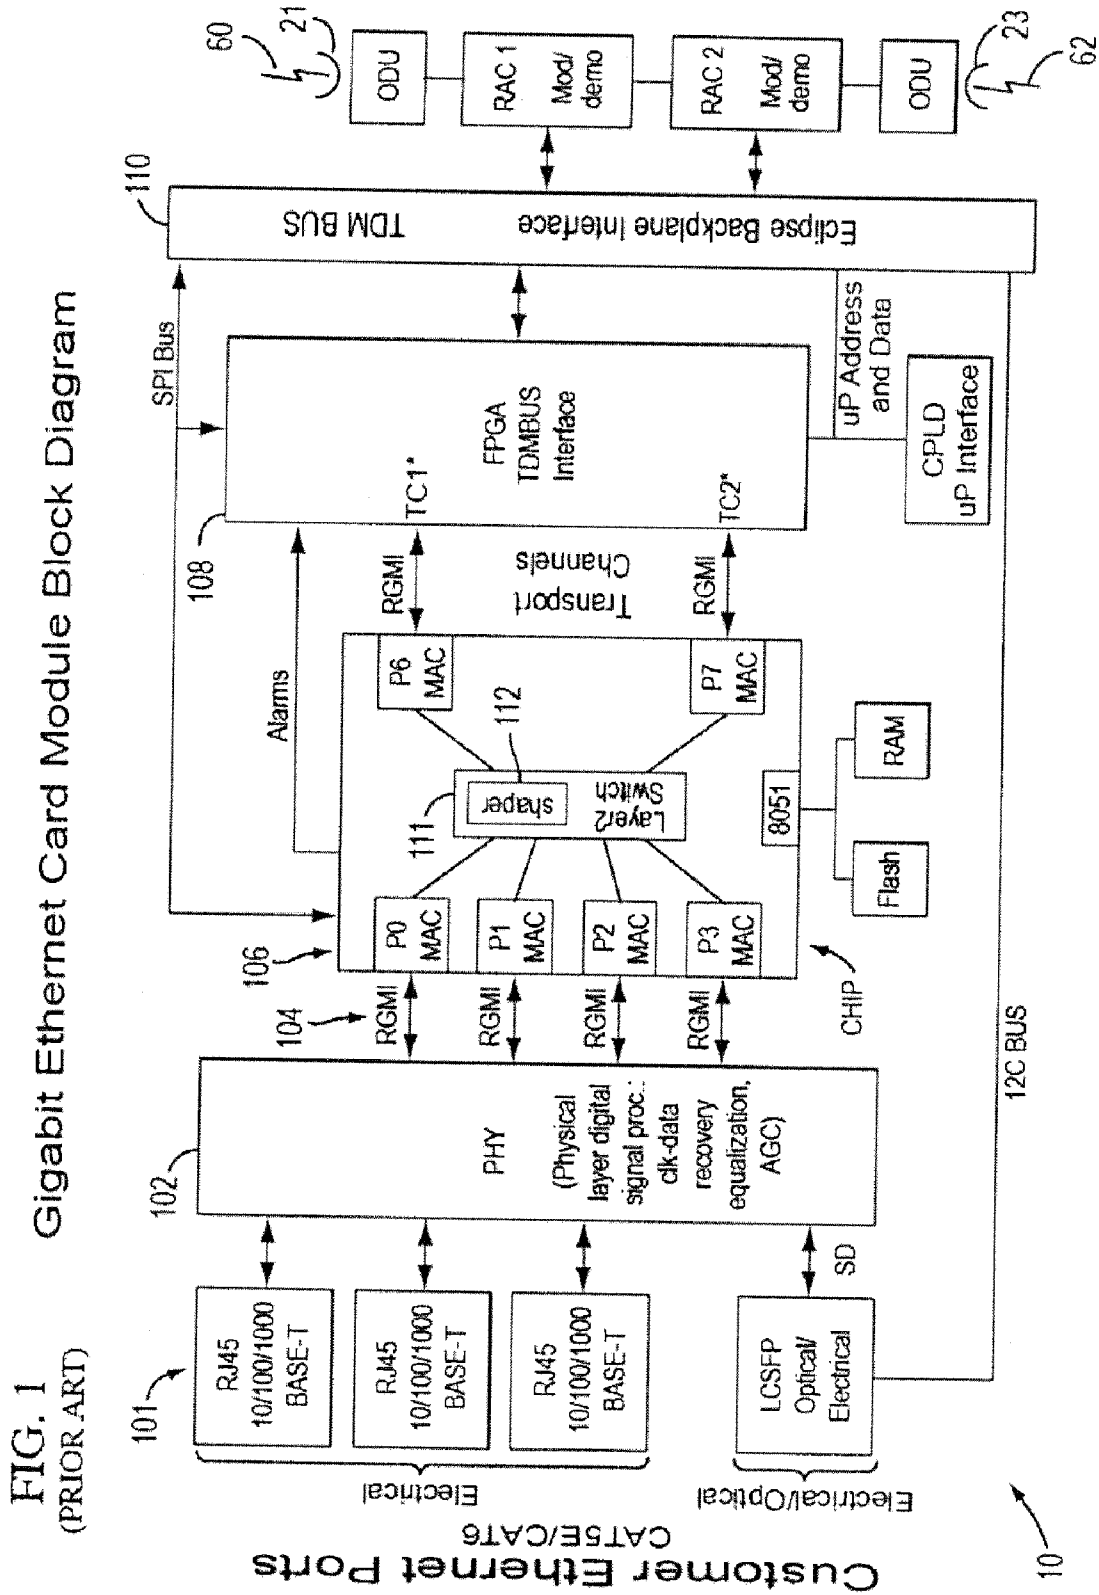 FIG. 1
(PRIOR ART)
Gigabit Ethernet Card Module Block Diagram
Customer Ethernet Ports
CAT5E/CAT6
Electrical
Electrical/Optical
10
101
RJ45
10/100/1000
BASE-T
RJ45
10/100/1000
BASE-T
RJ45
10/100/1000
BASE-T
LCSFP
Optical/
Electrical
SD
102
PHY
(Physical
layer digital
signal proc.:
clk-data
recovery
equalization,
AGC)
104
RGMI
RGMI
RGMI
RGMI
106
P0
MAC
P1
MAC
P2
MAC
P3
MAC
CHIP
111
112
shaper
Layer2
Switch
8051
Flash
RAM
P6
MAC
P7
MAC
Alarms
RGMI
Transport
Channels
RGMI
108
TC1*
TC2*
FPGA
TDMBUS
Interface
SPI Bus
CPLD
uP Interface
uP Address
and Data
12C BUS
110
TDM BUS
Eclipse Backplane Interface
60
21
ODU
RAC 1
Mod/
demo
RAC 2
Mod/
demo
ODU
23
62